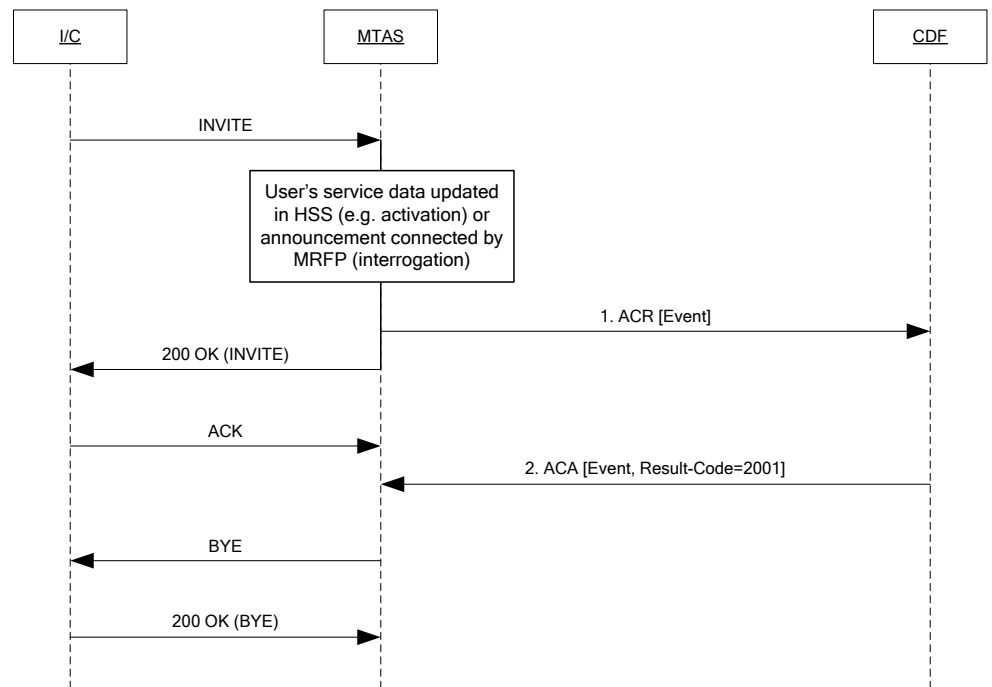 I/C
MTAS
CDF
INVITE
User’s service data updated
in HSS (e.g. activation) or
announcement connected by
MRFP (interrogation)
1. ACR [Event]
200 OK (INVITE)
ACK
2. ACA [Event, Result-Code=2001]
BYE
200 OK (BYE)